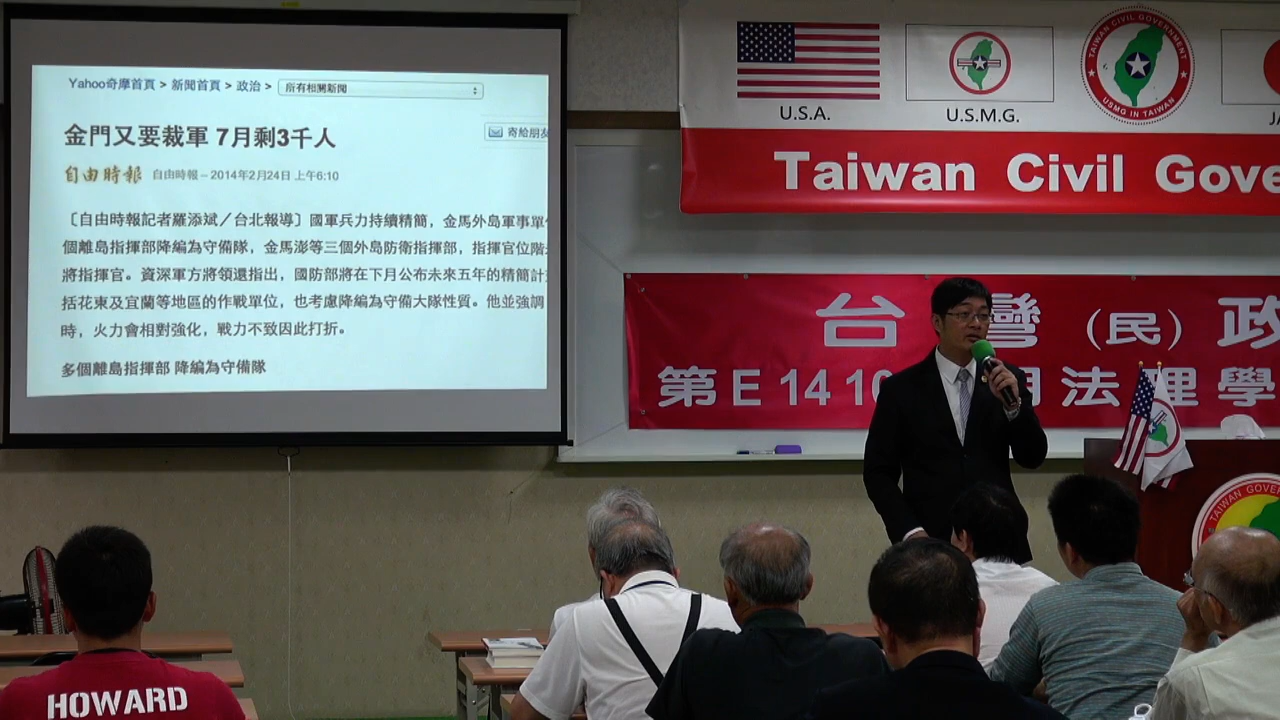 Yahoo奇摩首頁 > 新聞首頁 > 政治 > 所有相關新聞
金門又要裁軍 7月剩3千人
寄給朋友
自由時報 自由時報 – 2014年2月24日 上午6:10
〔自由時報記者羅添斌／台北報導〕國軍兵力持續精簡，金馬外島軍事單
個離島指揮部降編為守備隊，金馬澎等三個外島防衛指揮部，指揮官位階
將指揮官。資深軍方將領還指出，國防部將在下月公布未來五年的精簡計
括花東及宜蘭等地區的作戰單位，也考慮降編為守備大隊性質。他並強調
時，火力會相對強化，戰力不致因此打折。
多個離島指揮部 降編為守備隊
U.S.A.
U.S.M.G.
TAIWAN CIVIL GOVERNMENT
USMG IN TAIWAN
JA
Taiwan Civil Gove
台灣（民）政
第E 14 10 期法理學
TAIWAN GOVER
HOWARD